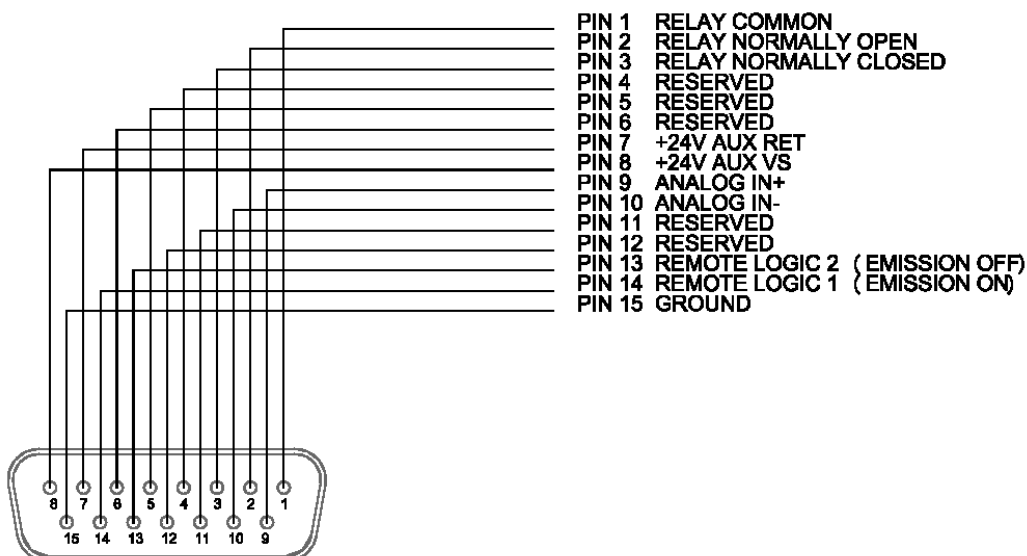 PIN 1 RELAY COMMON
PIN 2 RELAY NORMALLY OPEN
PIN 3 RELAY NORMALLY CLOSED
PIN 4 RESERVED
PIN 5 RESERVED
PIN 6 RESERVED
PIN 7 +24V AUX RET
PIN 8 +24V AUX VS
PIN 9 ANALOG IN+
PIN 10 ANALOG IN-
PIN 11 RESERVED
PIN 12 RESERVED
PIN 13 REMOTE LOGIC 2 ( EMISSION OFF)
PIN 14 REMOTE LOGIC 1 ( EMISSION ON)
PIN 15 GROUND
8 7 6 5 4 3 2 1
15 14 13 12 11 10 9